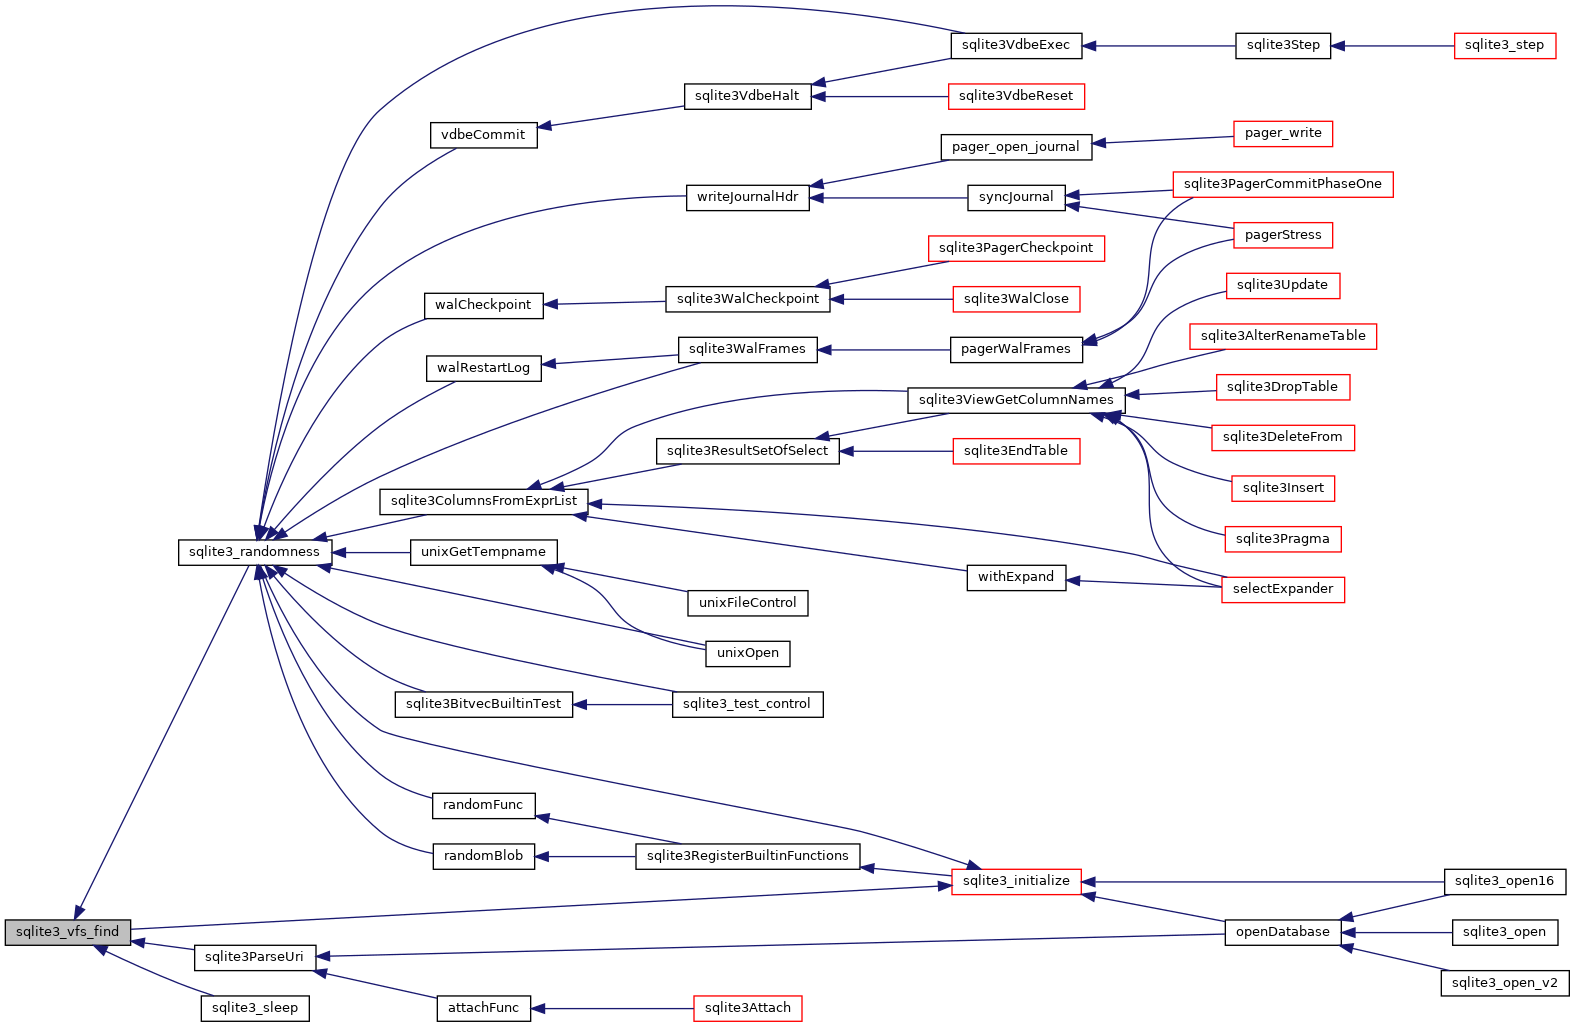 sqlite3VdbeExec
sqlite3Step
sqlite3_step
sqlite3VdbeHalt
sqlite3VdbeReset
vdbeCommit
pager_write
pager_open_journal
sqlite3PagerCommitPhaseOne
writeJournalHdr
syncJournal
pagerStress
sqlite3PagerCheckpoint
sqlite3Update
walCheckpoint
sqlite3WalCheckpoint
sqlite3WalClose
sqlite3AlterRenameTable
sqlite3WalFrames
pagerWalFrames
walRestartLog
sqlite3DropTable
sqlite3ViewGetColumnNames
sqlite3DeleteFrom
sqlite3ResultSetOfSelect
sqlite3EndTable
sqlite3Insert
sqlite3ColumnsFromExprList
sqlite3Pragma
sqlite3_randomness
unixGetTempname
withExpand
selectExpander
unixFileControl
unixOpen
sqlite3BitvecBuiltinTest
sqlite3_test_control
randomFunc
randomBlob
sqlite3RegisterBuiltinFunctions
sqlite3_initialize
sqlite3_open16
sqlite3_vfs_find
openDatabase
sqlite3_open
sqlite3ParseUri
sqlite3_open_v2
sqlite3_sleep
attachFunc
sqlite3Attach